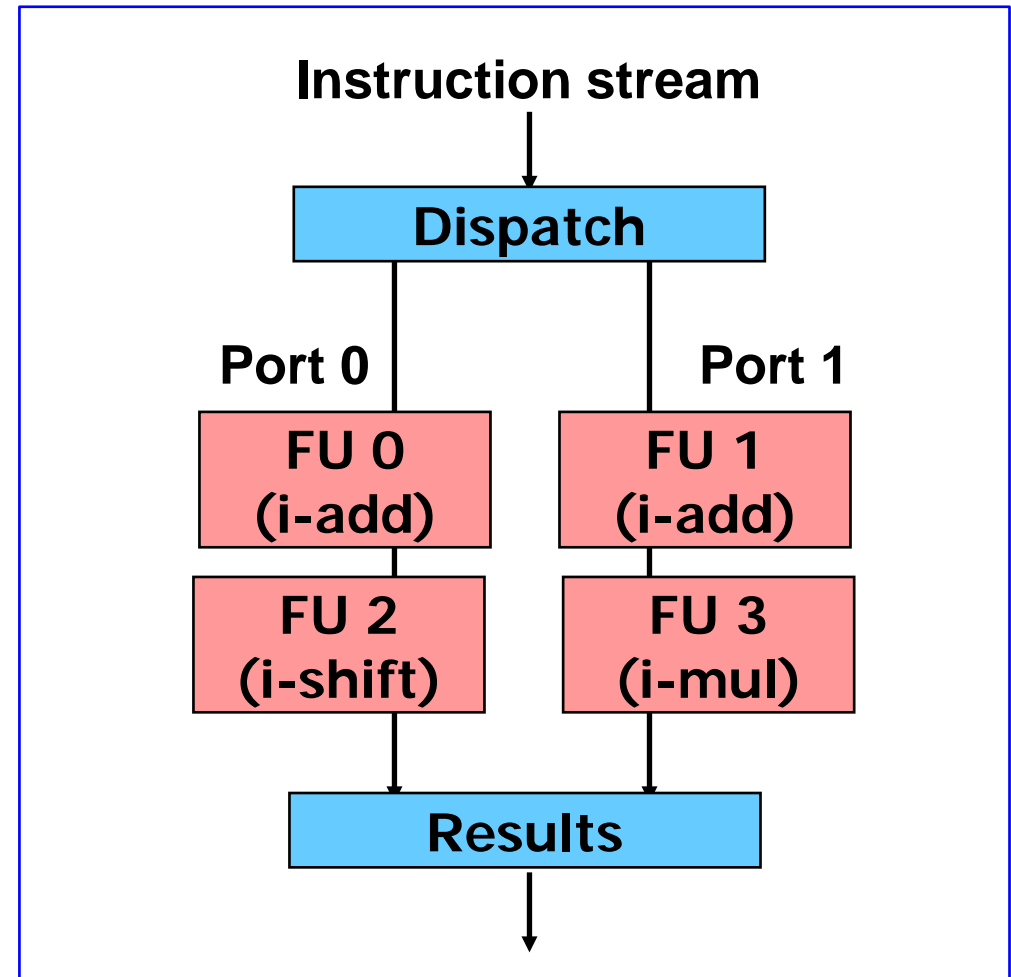 Instruction stream
Dispatch
Port 0
Port 1
FU 0
(i-add)
FU 1
(i-add)
FU 2
(i-shift)
FU 3
(i-mul)
Results